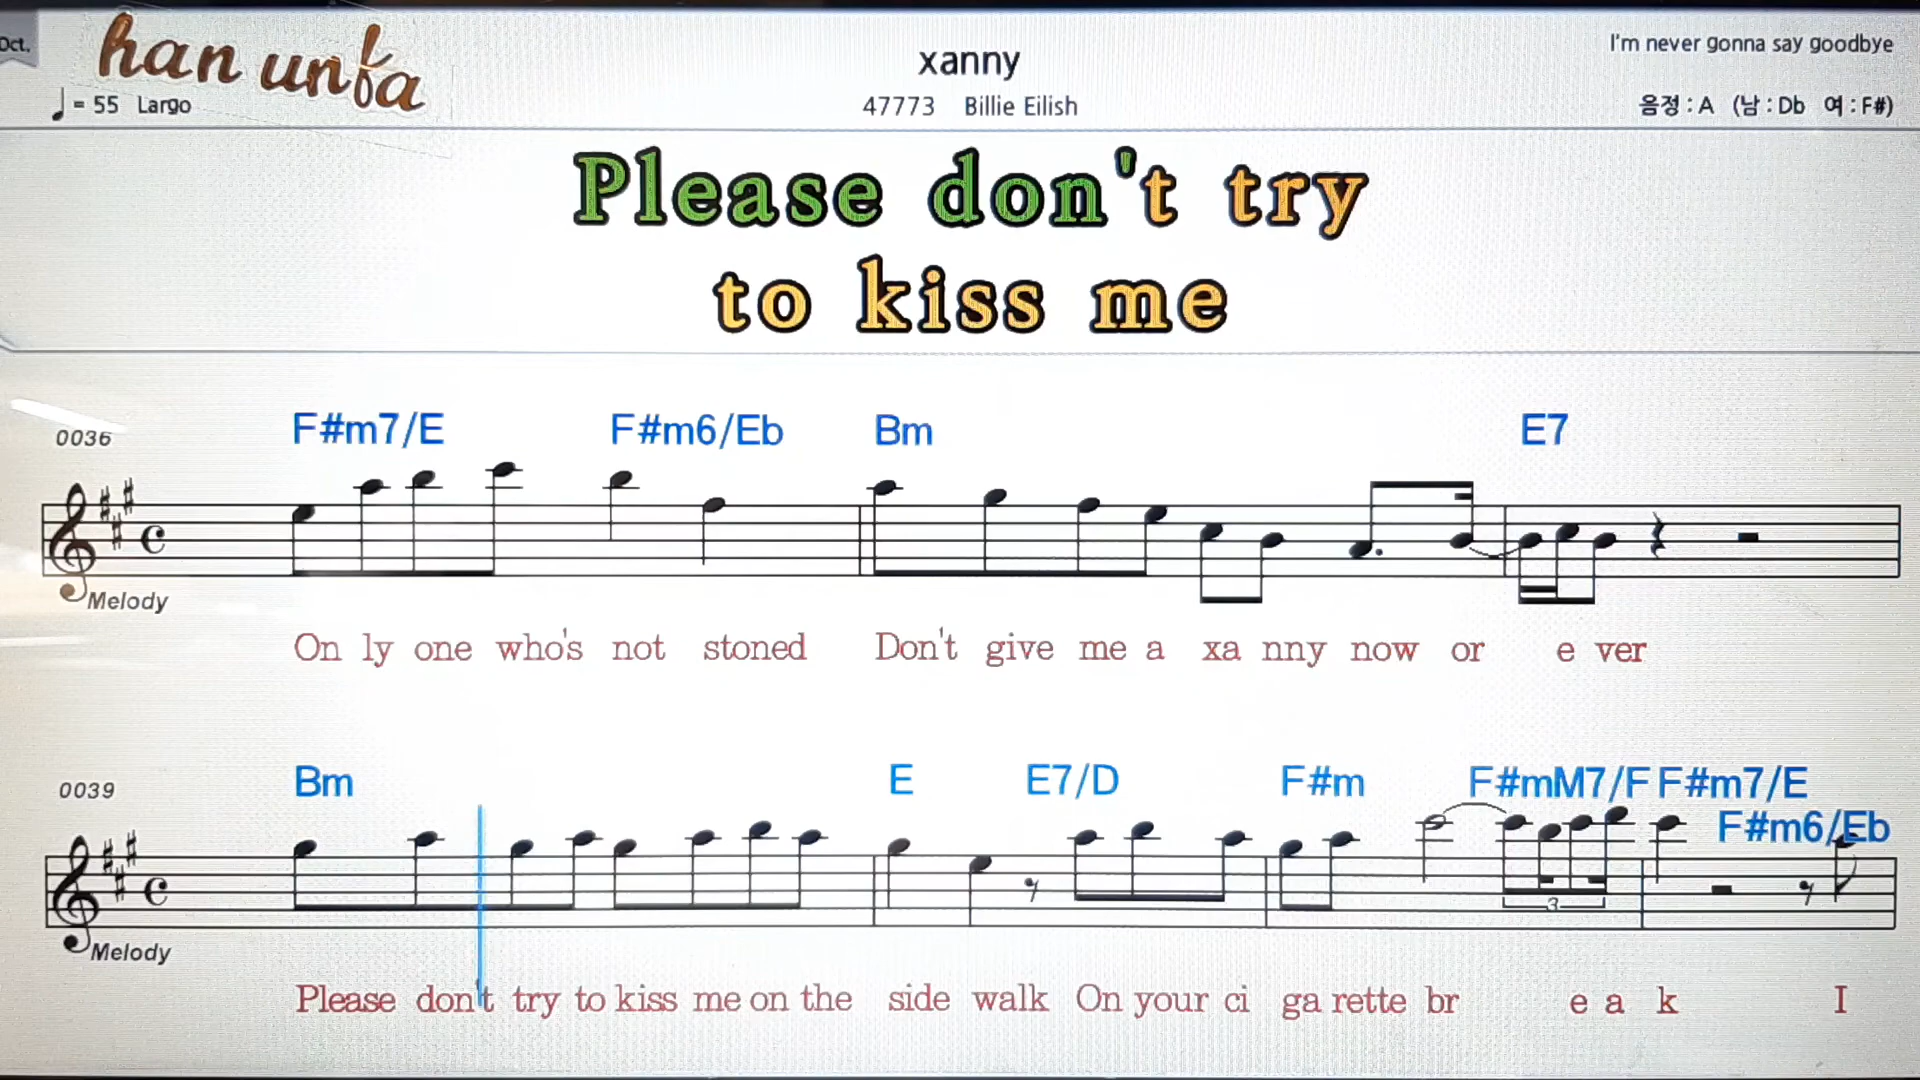 Oct.
han unfa
xanny
I'm never gonna say goodbye
= 55 Largo
47773 Billie Eilish
음정 : A (남 : Db 여 : F#)
Please don't try
to kiss me
0036
F#m7/E F#m6/Eb Bm E7
Melody
On ly one who's not stoned Don't give me a xa nny now or e ver
0039
Bm E E7/D F#m F#mM7/F F#m7/E
F#m6/Eb
3
Melody
Please don't try to kiss me on the side walk On your ci ga rette br e a k I